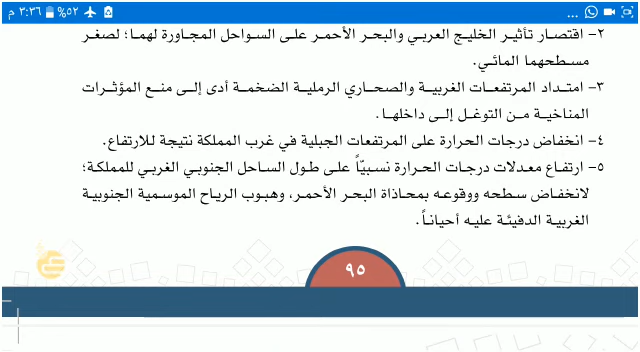 ٣:٣٦ م ٥٢%
٢- اقتصار تأثير الخليج العربي والبحر الأحمر على السواحل المجاورة لهما؛ لصغر
مسطحهما المائي.
٣- امتداد المرتفعات الغربية والصحاري الرملية الضخمة أدى إلى منع المؤثرات
المناخية من التوغل إلى داخلها.
٤- انخفاض درجات الحرارة على المرتفعات الجبلية في غرب المملكة نتيجة للارتفاع.
٥- ارتفاع معدلات درجات الحرارة نسبيّاً على طول الساحل الجنوبي الغربي للمملكة؛
لانخفاض سطحه ووقوعه بمحاذاة البحر الأحمر، وهبوب الرياح الموسمية الجنوبية
الغربية الدفيئة عليه أحياناً.
٩٥